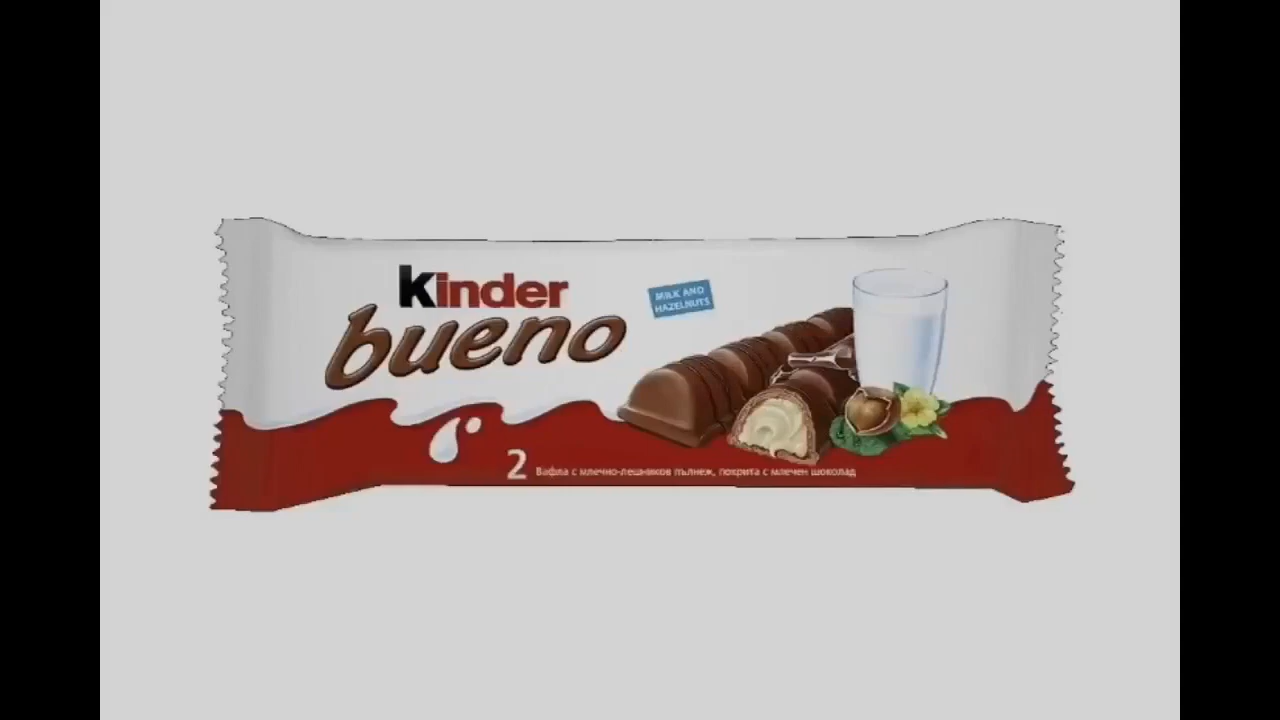 Kinder
bueno
MILK AND
HAZELNUTS
2 Вафла с млечно-лешников пълнеж, покрита с млечен шоколад